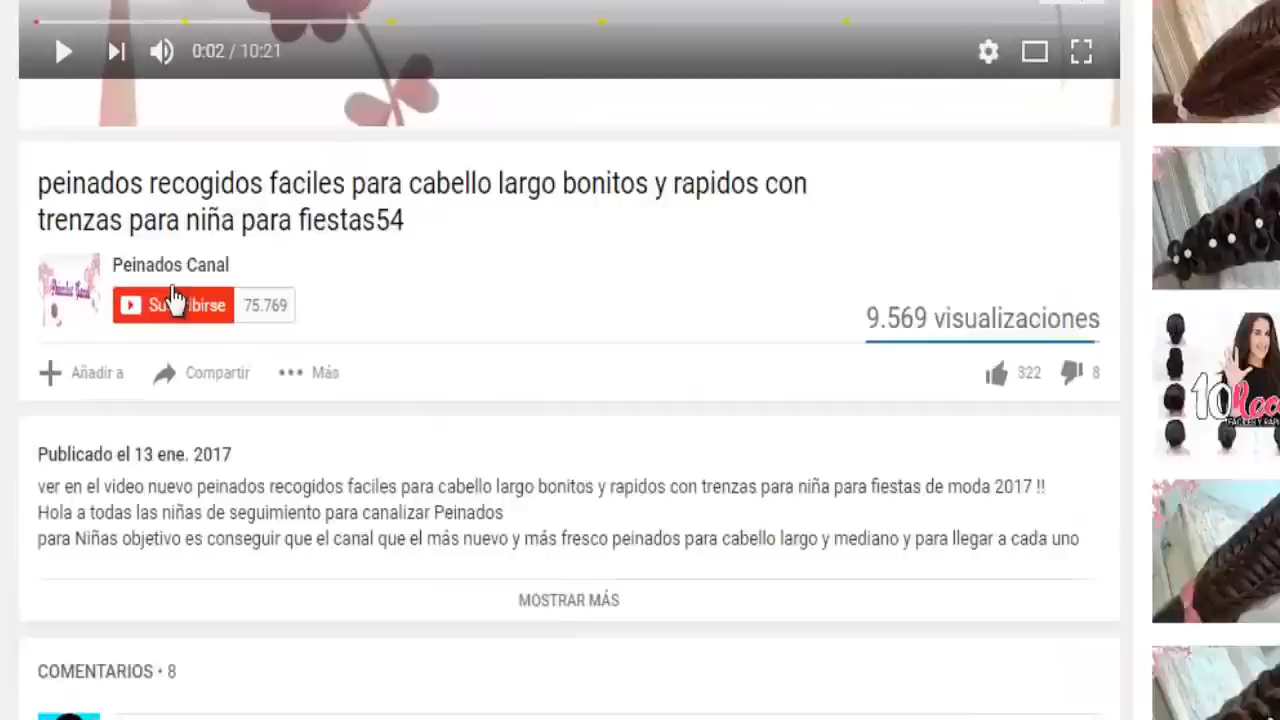 0:02 / 10:21
peinados recogidos faciles para cabello largo bonitos y rapidos con
trenzas para niña para fiestas54
Peinados Canal
75.769
9.569 visualizaciones
Añadir a
Compartir
Más
322
8
Publicado el 13 ene. 2017
ver en el video nuevo peinados recogidos faciles para cabello largo bonitos y rapidos con trenzas para niña para fiestas de moda 2017 !!
Hola a todas las niñas de seguimiento para canalizar Peinados
para Niñas objetivo es conseguir que el canal que el más nuevo y más fresco peinados para cabello largo y mediano y para llegar a cada uno
MOSTRAR MÁS
COMENTARIOS • 8
10